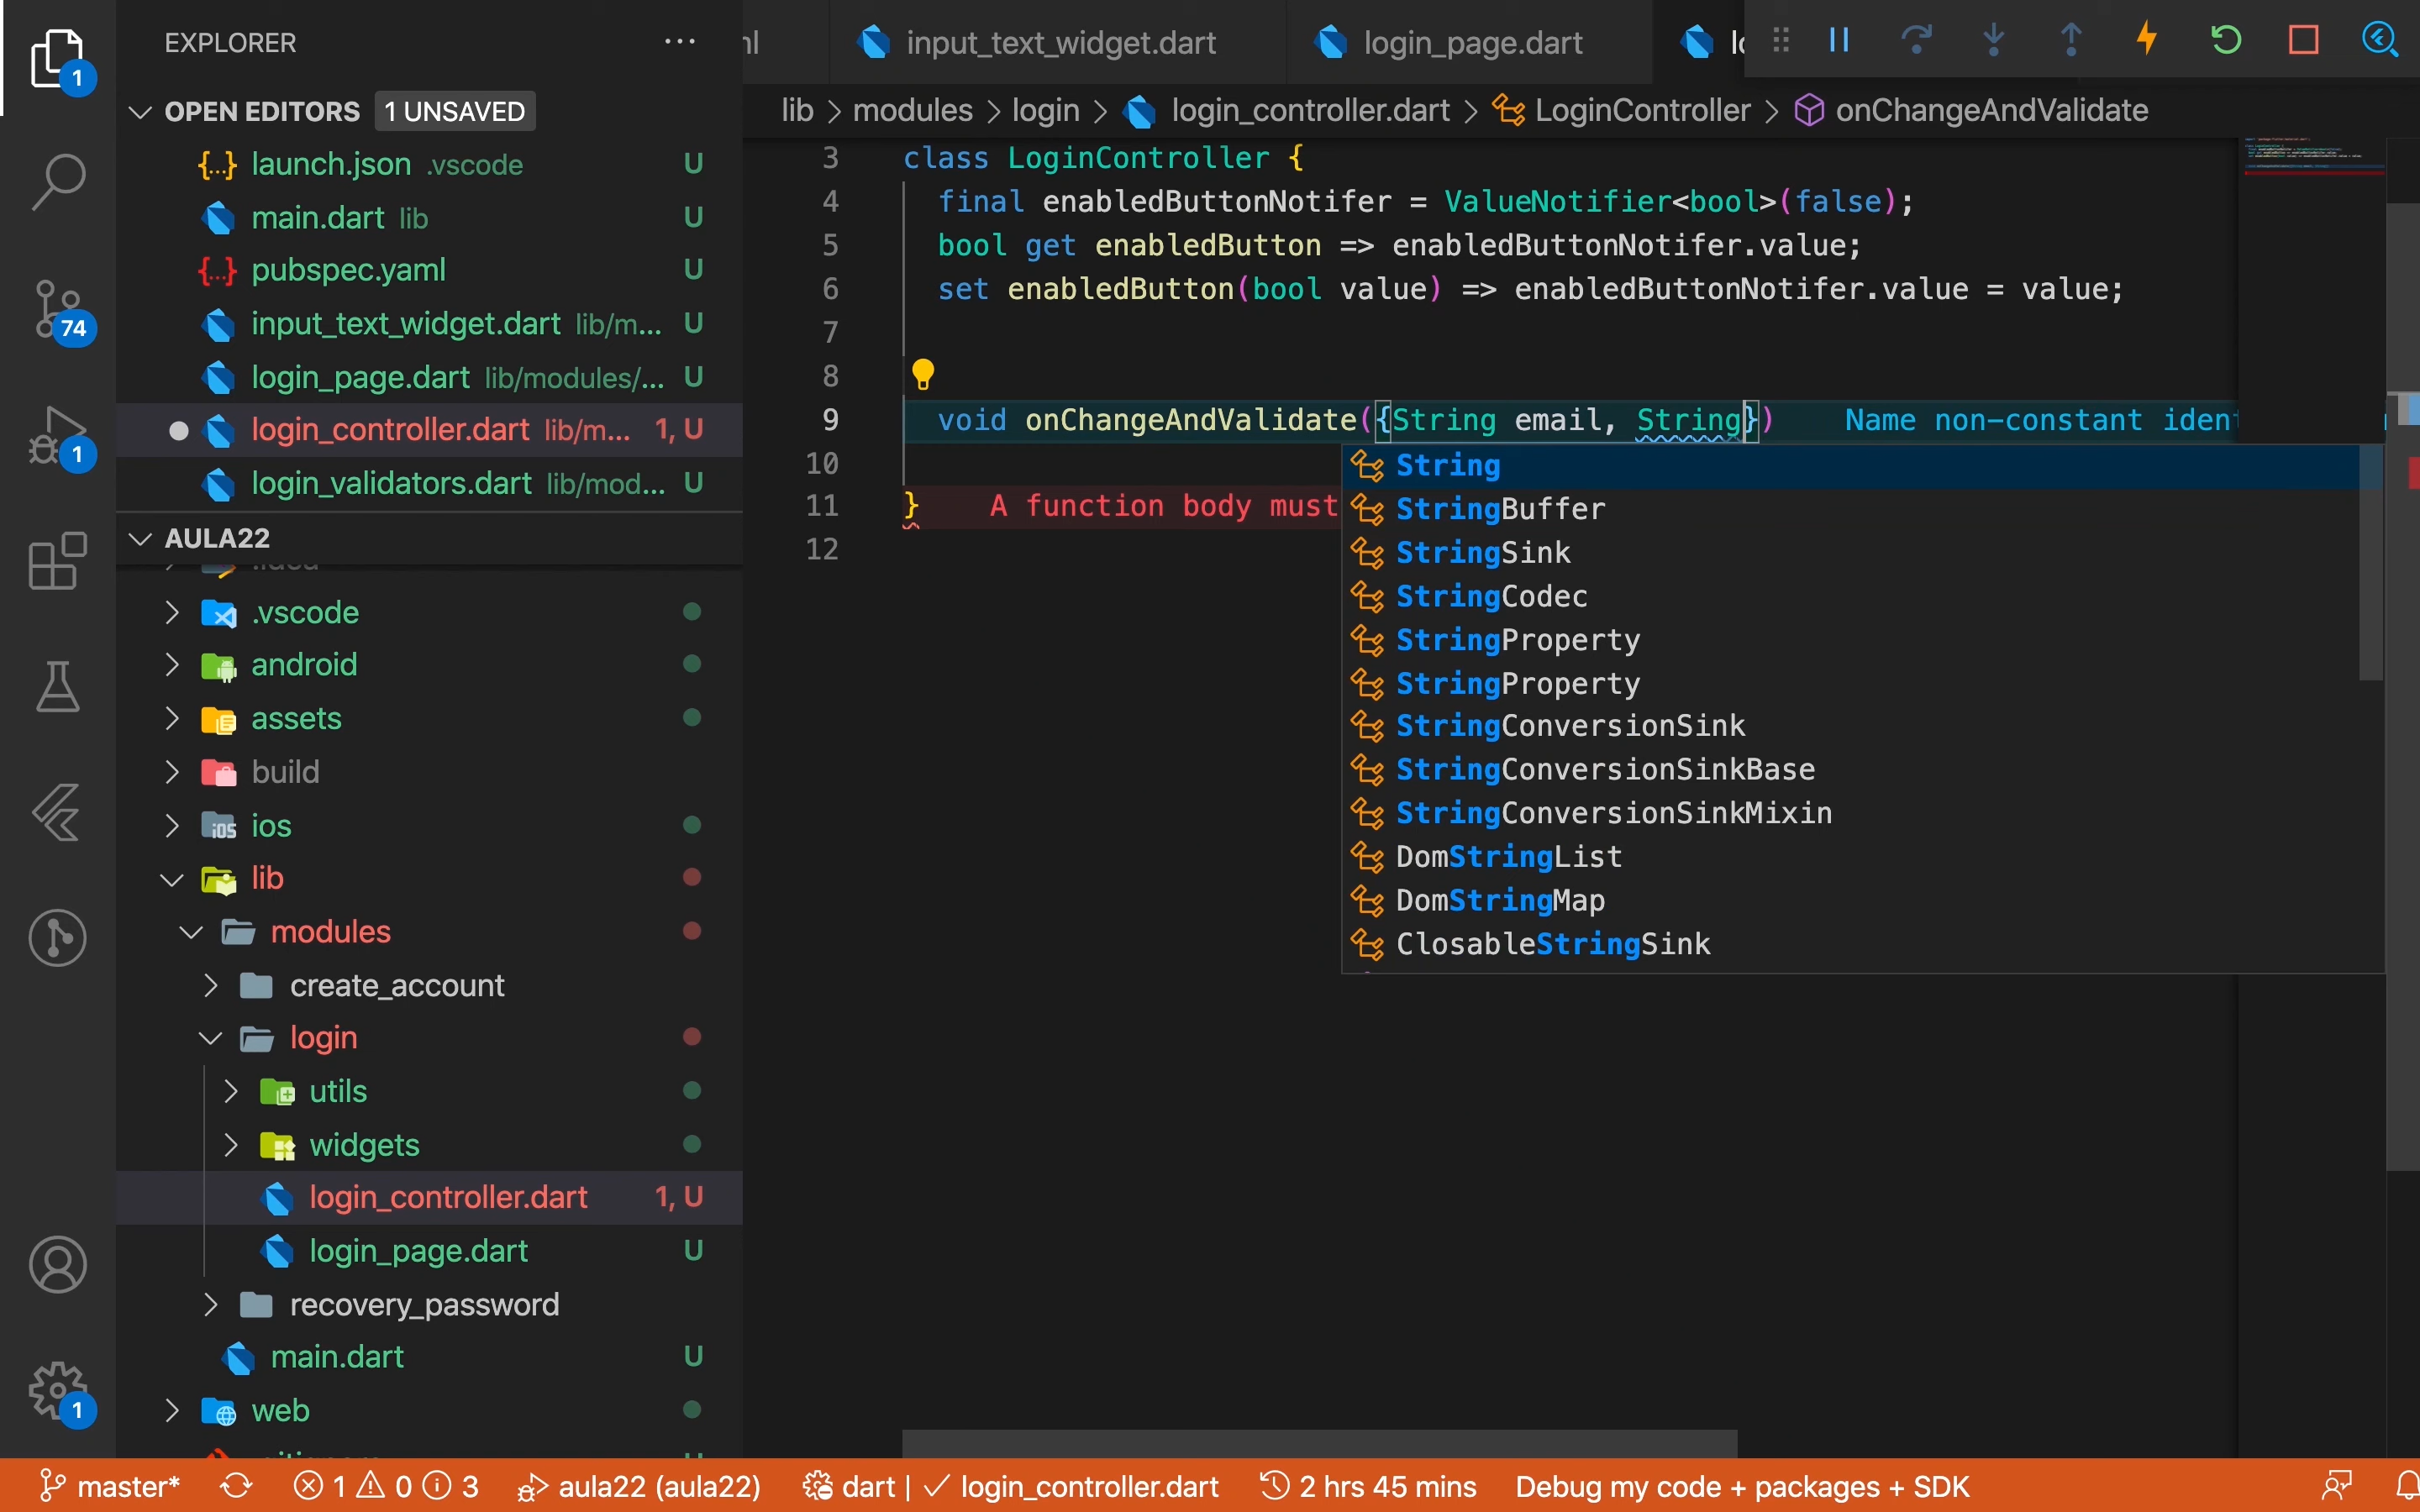 EXPLORER
OPEN EDITORS 1 UNSAVED
{..} launch.json .vscode U
main.dart lib U
{..} pubspec.yaml U
input_text_widget.dart lib/m... U
login_page.dart lib/modules/... U
login_controller.dart lib/m... 1, U
login_validators.dart lib/mod... U
AULA22
.idea
.vscode
android
assets
build
ios
lib
modules
create_account
login
utils
widgets
login_controller.dart 1, U
login_page.dart U
recovery_password
main.dart U
web
1
74
1
1
input_text_widget.dart login_page.dart
lib > modules > login > login_controller.dart > LoginController > onChangeAndValidate
3 class LoginController {
4 final enabledButtonNotifer = ValueNotifier<bool>(false);
5 bool get enabledButton => enabledButtonNotifer.value;
6 set enabledButton(bool value) => enabledButtonNotifer.value = value;
7
8
9 void onChangeAndValidate({String email, String}) Name non-constant ident
10
11 } A function body must
12
String
StringBuffer
StringSink
StringCodec
StringProperty
StringProperty
StringConversionSink
StringConversionSinkBase
StringConversionSinkMixin
DomStringList
DomStringMap
ClosableStringSink
master* 1 0 3 aula22 (aula22) dart | ✓ login_controller.dart 2 hrs 45 mins Debug my code + packages + SDK